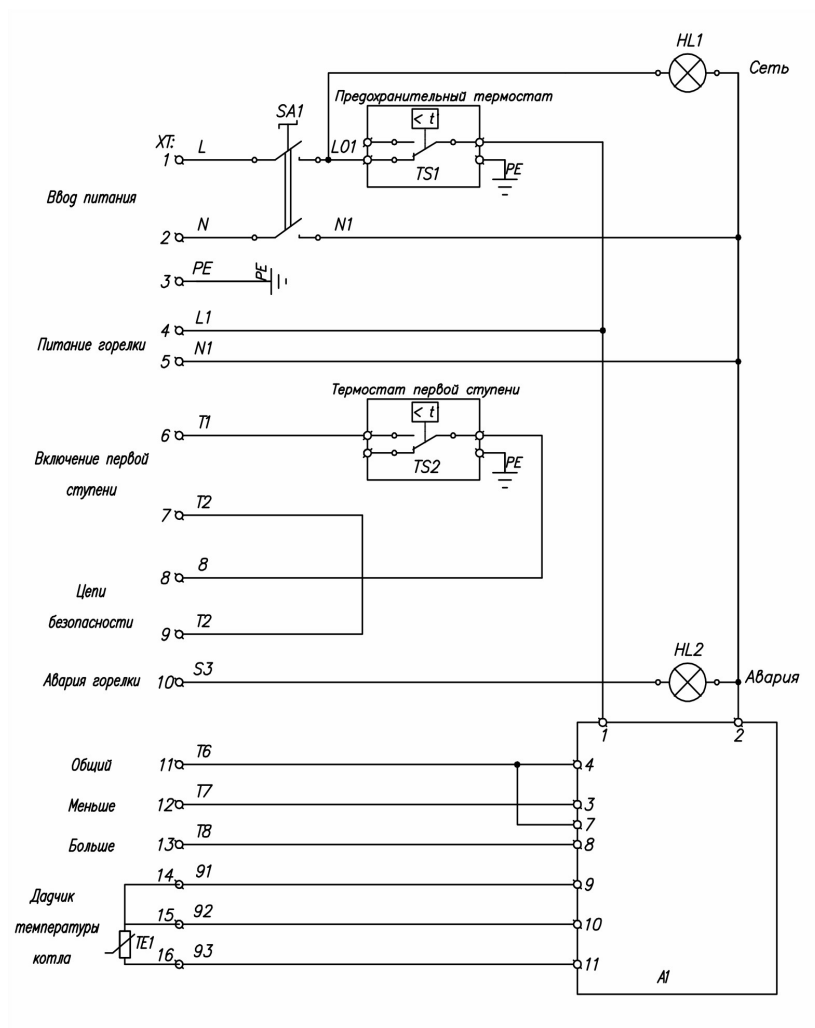 HL1
Сеть
Предохранительный термостат
SA1
< t
XT:
1 L
L01
TS1
PE
Ввод питания
2 N
N1
3 PE
PE
4 L1
Питание горелки
5 N1
Термостат первой ступени
< t
6 T1
TS2
PE
Включение первой
ступени
7 T2
8 8
Цепи
безопасности
9 T2
HL2
Авария горелки
10 S3
Авария
1 2
Общий
11 T6
4
Меньше
12 T7
3
7
Больше
13 T8
8
14 91
9
Дадчик
температуры
котла
15 92
10
TE1
16 93
11
A1